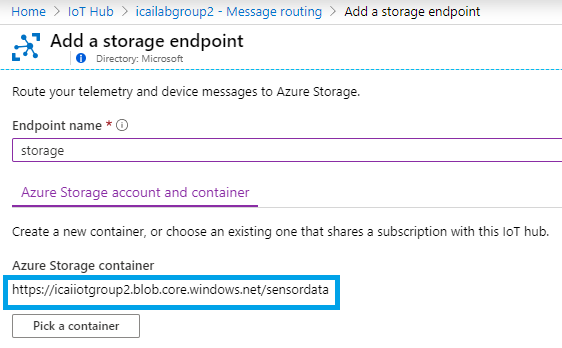 Home > IoT Hub > icailabgroup2 - Message routing > Add a storage endpoint
Add a storage endpoint
Directory: Microsoft
Route your telemetry and device messages to Azure Storage.
Endpoint name *
storage
Azure Storage account and container
Create a new container, or choose an existing one that shares a subscription with this IoT hub.
Azure Storage container
https://icaiiotgroup2.blob.core.windows.net/sensordata
Pick a container